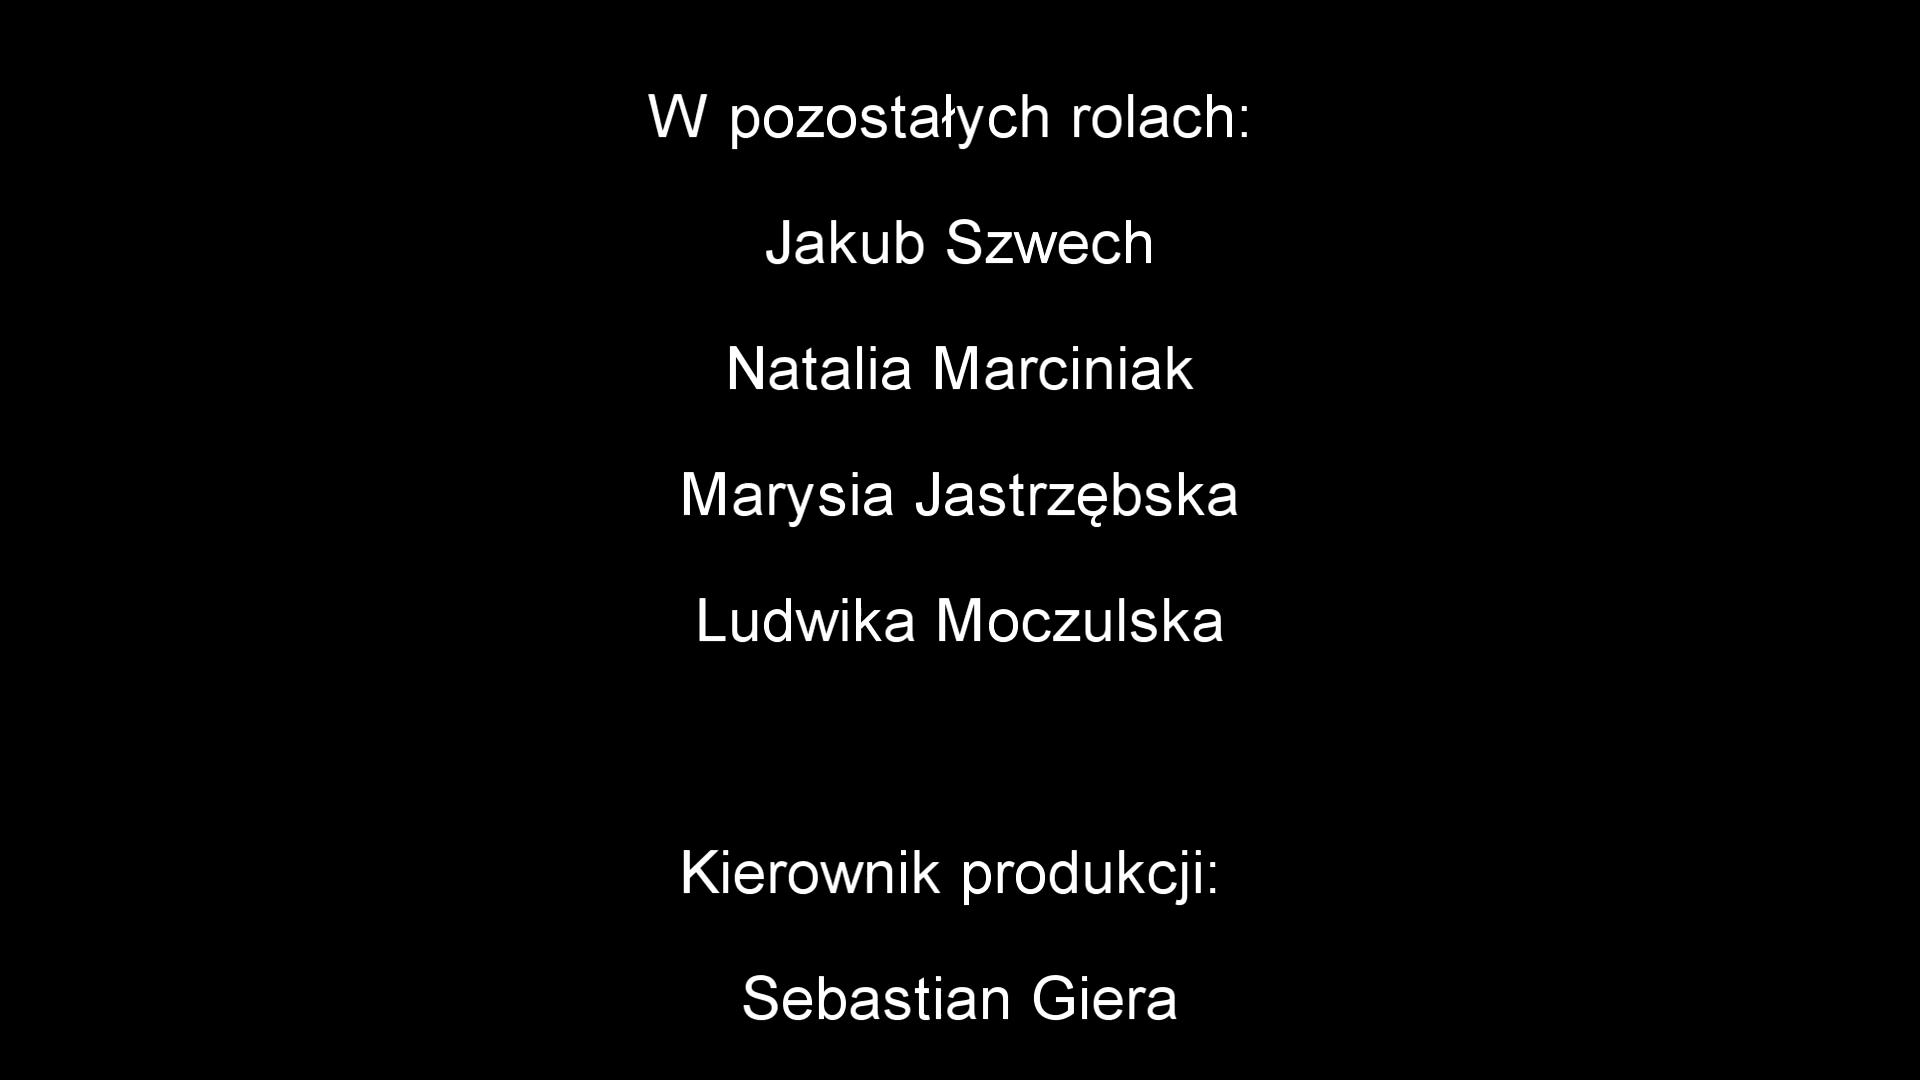 W pozostałych rolach:
Jakub Szwech
Natalia Marciniak
Marysia Jastrzębska
Ludwika Moczulska
Kierownik produkcji:
Sebastian Giera